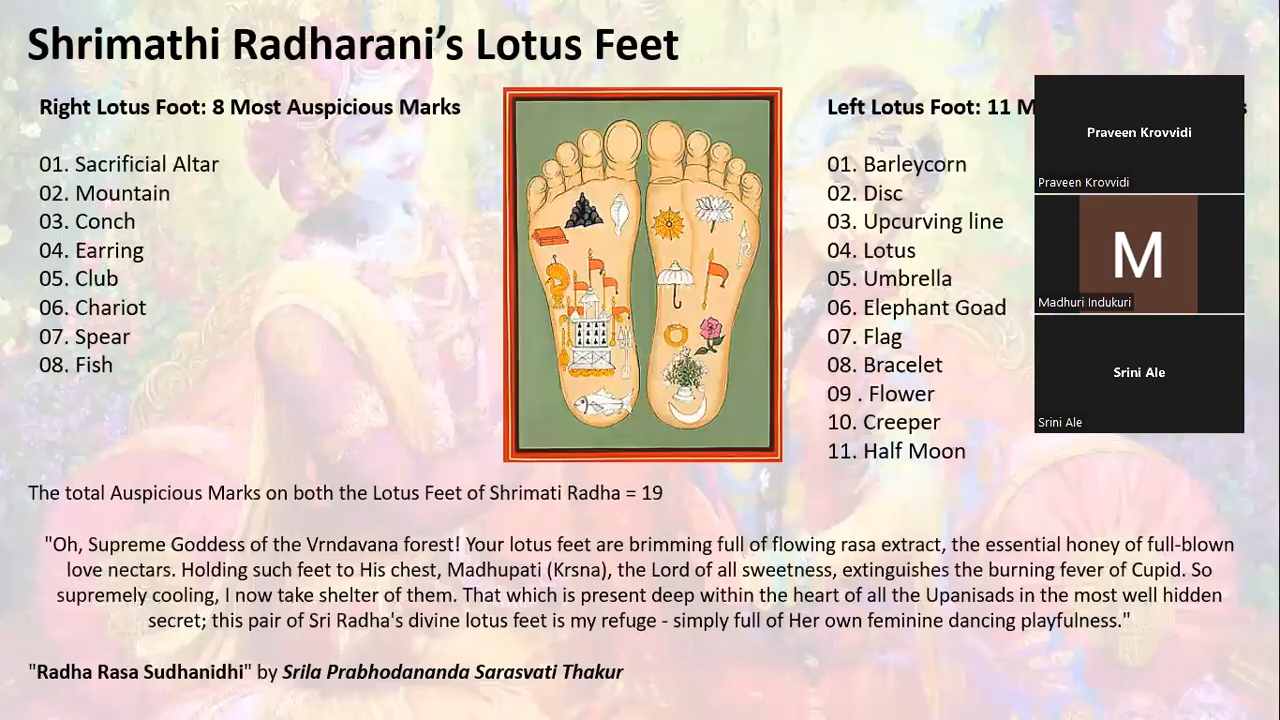 Shrimathi Radharani's Lotus Feet
Right Lotus Foot: 8 Most Auspicious Marks
01. Sacrificial Altar
02. Mountain
03. Conch
04. Earring
05. Club
06. Chariot
07. Spear
08. Fish
Left Lotus Foot: 11
01. Barleycorn
02. Disc
03. Upcurving line
04. Lotus
05. Umbrella
06. Elephant Goad
07. Flag
08. Bracelet
09 . Flower
10. Creeper
11. Half Moon
Praveen Krovvidi
Praveen Krovvidi
M
Madhuri Indukuri
Srini Ale
Srini Ale
The total Auspicious Marks on both the Lotus Feet of Shrimati Radha = 19
"Oh, Supreme Goddess of the Vrndavana forest! Your lotus feet are brimming full of flowing rasa extract, the essential honey of full-blown
love nectars. Holding such feet to His chest, Madhupati (Krsna), the Lord of all sweetness, extinguishes the burning fever of Cupid. So
supremely cooling, I now take shelter of them. That which is present deep within the heart of all the Upanisads in the most well hidden
secret; this pair of Sri Radha's divine lotus feet is my refuge - simply full of Her own feminine dancing playfulness."
"Radha Rasa Sudhanidhi" by Srila Prabhodananda Sarasvati Thakur